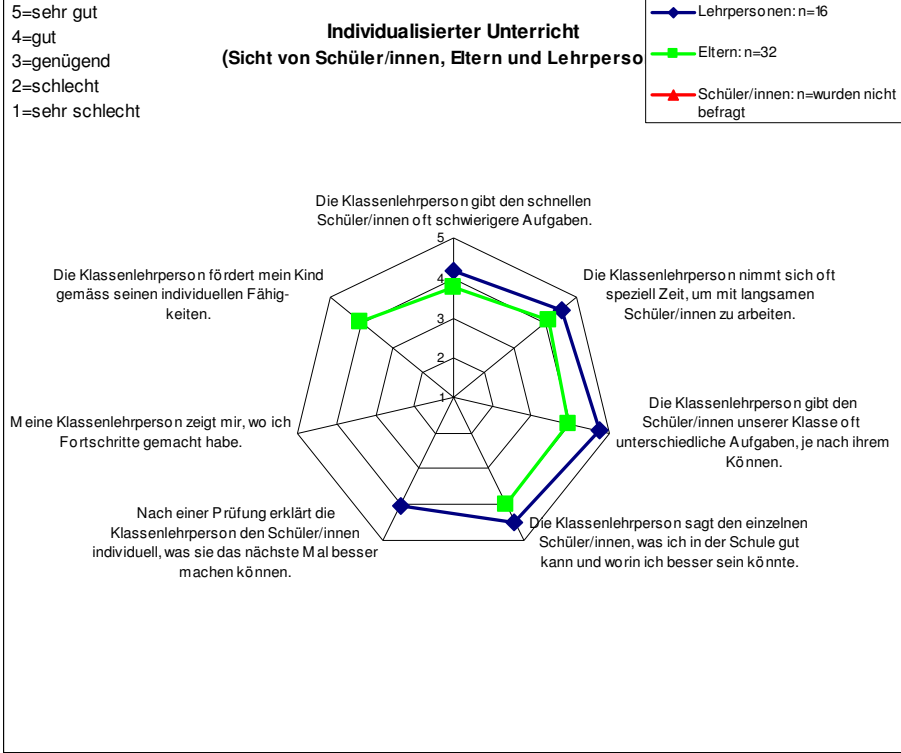 5=sehr gut
4=gut
3=genügend
2=schlecht
1=sehr schlecht
Individualisierter Unterricht
(Sicht von Schüler/innen, Eltern und Lehrperso
Lehrpersonen: n=16
Eltern: n=32
Schüler/innen: n=wurden nicht
befragt
Die Klassenlehrperson gibt den schnellen
Schüler/innen oft schwierigere Aufgaben.
5
4
3
2
1
Die Klassenlehrperson nimmt sich oft
speziell Zeit, um mit langsamen
Schüler/innen zu arbeiten.
Die Klassenlehrperson gibt den
Schüler/innen unserer Klasse oft
unterschiedliche Aufgaben, je nach ihrem
Können.
Die Klassenlehrperson sagt den einzelnen
Schüler/innen, was ich in der Schule gut
kann und worin ich besser sein könnte.
Nach einer Prüfung erklärt die
Klassenlehrperson den Schüler/innen
individuell, was sie das nächste Mal besser
machen können.
Meine Klassenlehrperson zeigt mir, wo ich
Fortschritte gemacht habe.
Die Klassenlehrperson fördert mein Kind
gemäss seinen individuellen Fähig-
keiten.